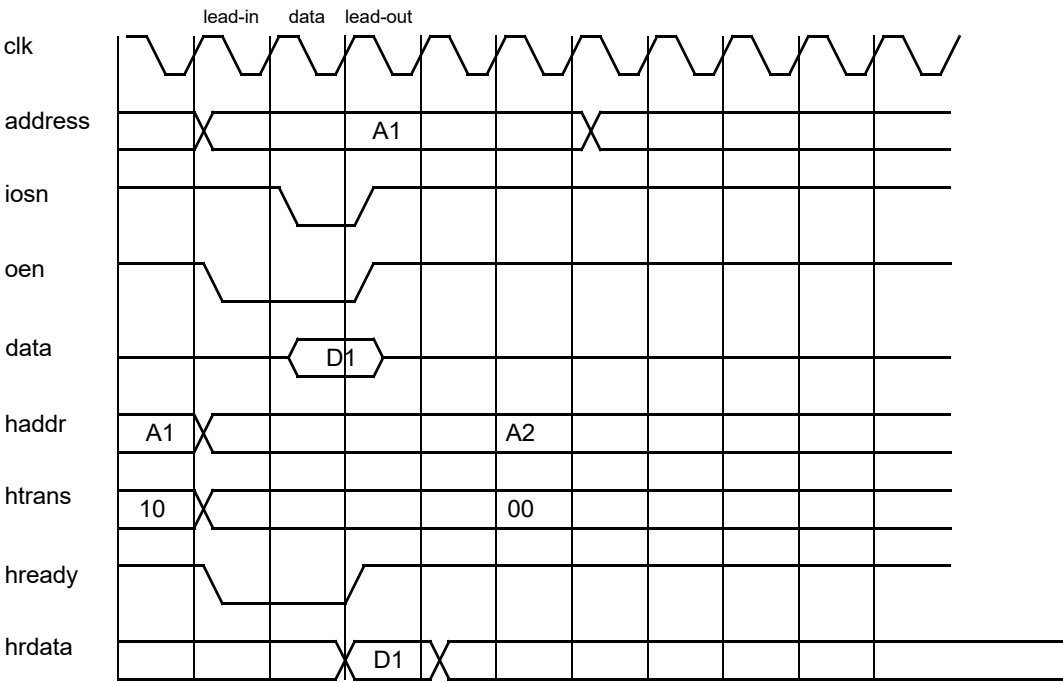 lead-in data lead-out
clk
address A1
iosn
oen
data D1
haddr A1 A2
htrans 10 00
hready
hrdata D1